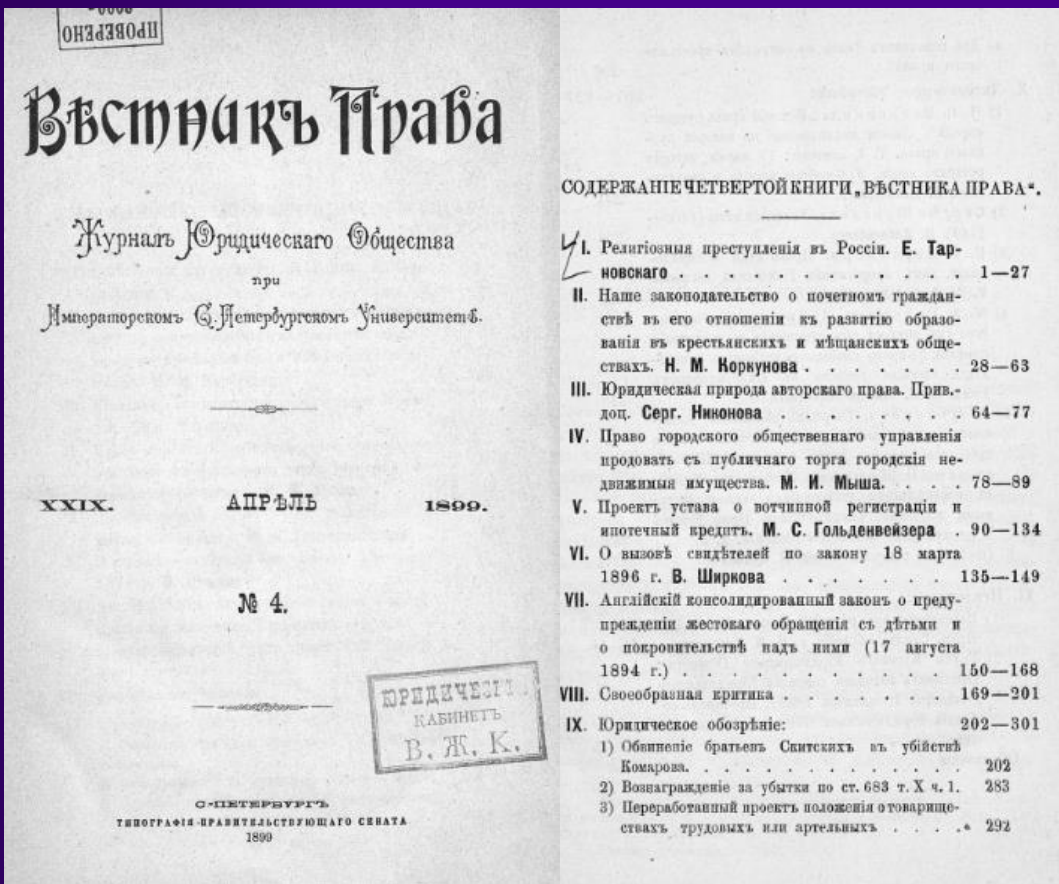 ПРОВЕРЕНО
Вѣстникъ Права
Журналъ Юридическаго Общества
при
Императорскомъ С.-Петербургскомъ Университетѣ.
XXIX. АПРѢЛЬ 1899.
№ 4.
ЮРИДИЧЕСК
КАБИНЕТЪ
В. Ж. К.
С-ПЕТЕРБУРГЪ
ТИПОГРАФІЯ ПРАВИТЕЛЬСТВУЮЩАГО СЕНАТА
1899
СОДЕРЖАНІЕ ЧЕТВЕРТОЙ КНИГИ „ВѢСТНИКА ПРАВА“.
I. Религіозныя преступленія въ Россіи. Е. Тар-
новскаго . . . . . . . . . . 1—27
II. Наше законодательство о почетномъ граждан-
ствѣ въ его отношеніи къ развитію образо-
ванія въ крестьянскихъ и мѣщанскихъ обще-
ствахъ. Н. М. Коркунова . . . . . . . . 28—63
III. Юридическая природа авторскаго права. Прив.-
доц. Серг. Никонова . . . . . . 64—77
IV. Право городского общественнаго управленія
продовать съ публичнаго торга городскія не-
движимыя имущества. М. И. Мыша. . . . . 78—89
V. Проектъ устава о вотчинной регистраціи и
ипотечный кредитъ. М. С. Гольденвейзера 90—134
VI. О вызовѣ свидѣтелей по закону 18 марта
1896 г. В. Ширкова . . . . . . . . 135—149
VII. Англійскій консолидированный законъ о преду-
прежденіи жестокаго обращенія съ дѣтьми и
о покровительствѣ надъ ними (17 августа
1894 г.) . . . . . . . . . . . 150—168
VIII. Своеобразная критика . . . . . . . 169—201
IX. Юридическое обозрѣніе: 202—301
1) Обвиненіе братьевъ Скитскихъ въ убійствѣ
Комарова. . . . . . . . . . . . 202
2) Вознагражденіе за убытки по ст. 683 т. X ч. 1. 283
3) Переработанный проектъ положенія о товарище-
ствахъ трудовыхъ или артельныхъ . . . . 292